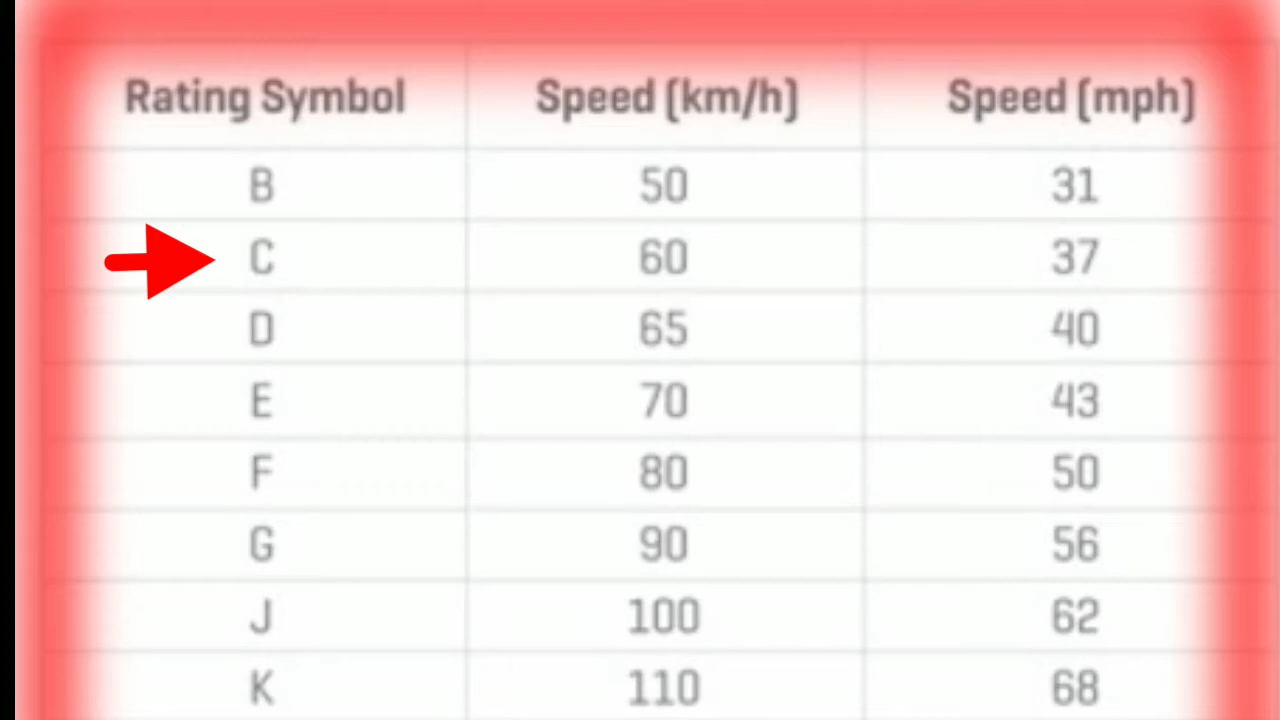 Rating Symbol Speed (km/h) Speed (mph)
B 50 31
C 60 37
D 65 40
E 70 43
F 80 50
G 90 56
J 100 62
K 110 68